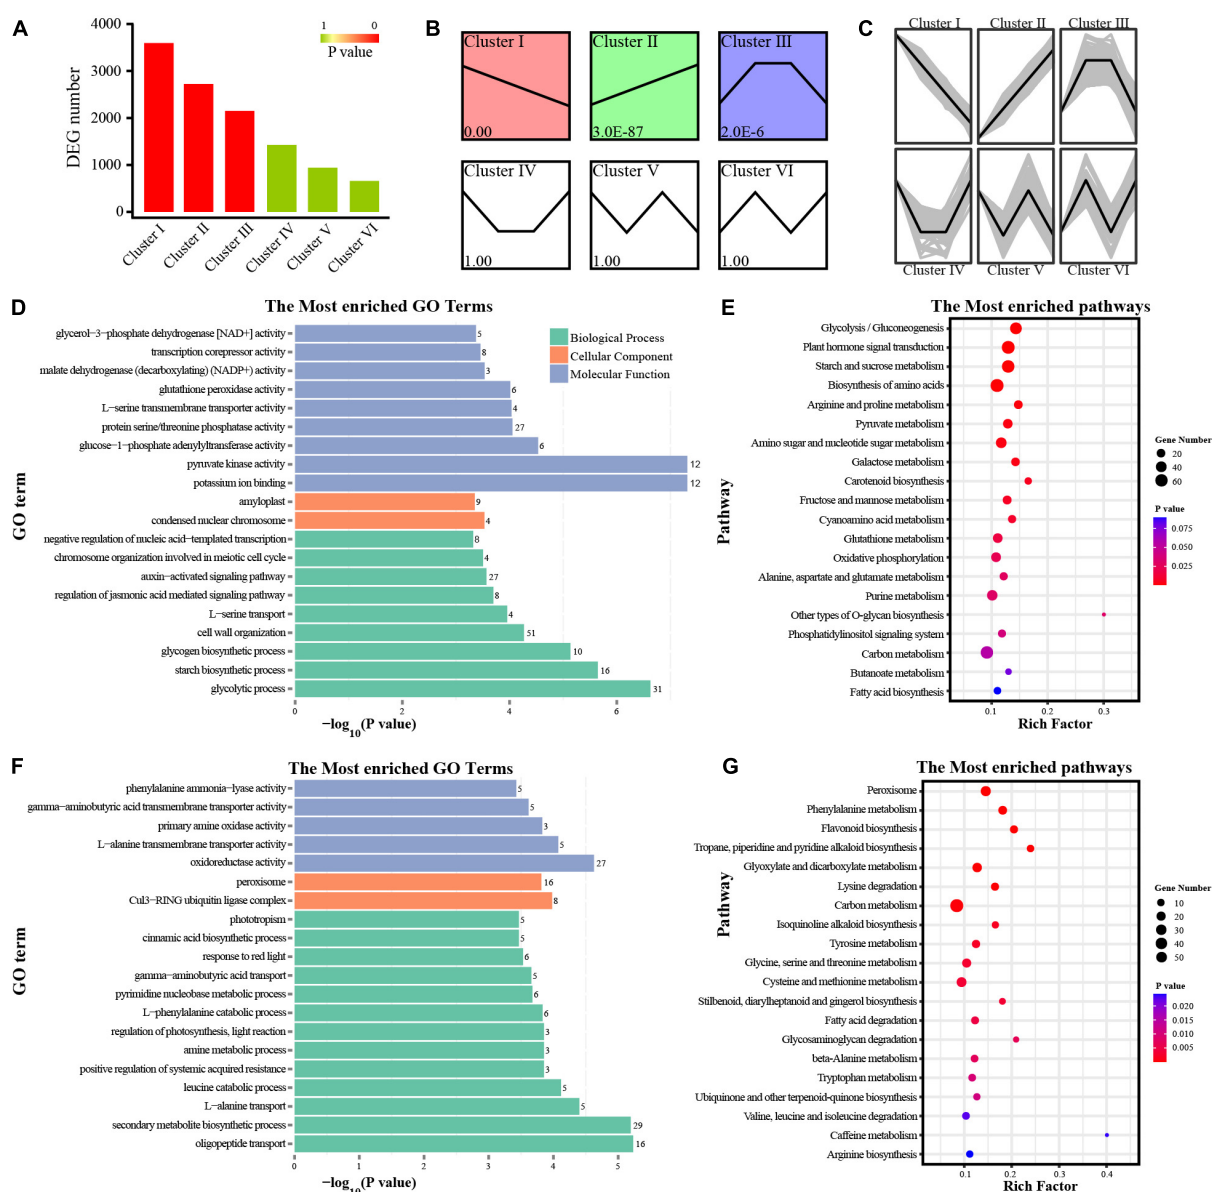 A
4000
3000
2000
1000
0
DEG number
1 0
P value
Cluster I
Cluster II
Cluster III
Cluster IV
Cluster V
Cluster VI
B
Cluster I
0.00
Cluster II
3.0E-87
Cluster III
2.0E-6
Cluster IV
1.00
Cluster V
1.00
Cluster VI
1.00
C
Cluster I
Cluster II
Cluster III
Cluster IV
Cluster V
Cluster VI
D
The Most enriched GO Terms
GO term
glycerol−3−phosphate dehydrogenase [NAD+] activity 5
transcription corepressor activity 8
malate dehydrogenase (decarboxylating) (NADP+) activity 3
glutathione peroxidase activity 6
L−serine transmembrane transporter activity 4
protein serine/threonine phosphatase activity 27
glucose−1−phosphate adenylyltransferase activity 6
pyruvate kinase activity 12
potassium ion binding 12
amyloplast 9
condensed nuclear chromosome 4
negative regulation of nucleic acid−templated transcription 8
chromosome organization involved in meiotic cell cycle 4
auxin−activated signaling pathway 27
regulation of jasmonic acid mediated signaling pathway 8
L−serine transport 4
cell wall organization 51
glycogen biosynthetic process 10
starch biosynthetic process 16
glycolytic process 31
Biological Process
Cellular Component
Molecular Function
0 2 4 6
−log10(P value)
E
The Most enriched pathways
Pathway
Glycolysis / Gluconeogenesis
Plant hormone signal transduction
Starch and sucrose metabolism
Biosynthesis of amino acids
Arginine and proline metabolism
Pyruvate metabolism
Amino sugar and nucleotide sugar metabolism
Galactose metabolism
Carotenoid biosynthesis
Fructose and mannose metabolism
Cyanoamino acid metabolism
Glutathione metabolism
Oxidative phosphorylation
Alanine, aspartate and glutamate metabolism
Purine metabolism
Other types of O-glycan biosynthesis
Phosphatidylinositol signaling system
Carbon metabolism
Butanoate metabolism
Fatty acid biosynthesis
0.1 0.2 0.3
Rich Factor
Gene Number
20
40
60
P value
0.075
0.050
0.025
F
The Most enriched GO Terms
GO term
phenylalanine ammonia−lyase activity 5
gamma−aminobutyric acid transmembrane transporter activity 5
primary amine oxidase activity 3
L−alanine transmembrane transporter activity 5
oxidoreductase activity 27
peroxisome 16
Cul3−RING ubiquitin ligase complex 8
phototropism 5
cinnamic acid biosynthetic process 5
response to red light 6
gamma−aminobutyric acid transport 5
pyrimidine nucleobase metabolic process 6
L−phenylalanine catabolic process 6
regulation of photosynthesis, light reaction 3
amine metabolic process 3
positive regulation of systemic acquired resistance 3
leucine catabolic process 5
L−alanine transport 5
secondary metabolite biosynthetic process 29
oligopeptide transport 16
0 1 2 3 4 5
−log10(P value)
G
The Most enriched pathways
Pathway
Peroxisome
Phenylalanine metabolism
Flavonoid biosynthesis
Tropane, piperidine and pyridine alkaloid biosynthesis
Glyoxylate and dicarboxylate metabolism
Lysine degradation
Carbon metabolism
Isoquinoline alkaloid biosynthesis
Tyrosine metabolism
Glycine, serine and threonine metabolism
Cysteine and methionine metabolism
Stilbenoid, diarylheptanoid and gingerol biosynthesis
Fatty acid degradation
Glycosaminoglycan degradation
beta-Alanine metabolism
Tryptophan metabolism
Ubiquinone and other terpenoid-quinone biosynthesis
Valine, leucine and isoleucine degradation
Caffeine metabolism
Arginine biosynthesis
0.1 0.2 0.3 0.4
Rich Factor
Gene Number
10
20
30
40
50
P value
0.020
0.015
0.010
0.005